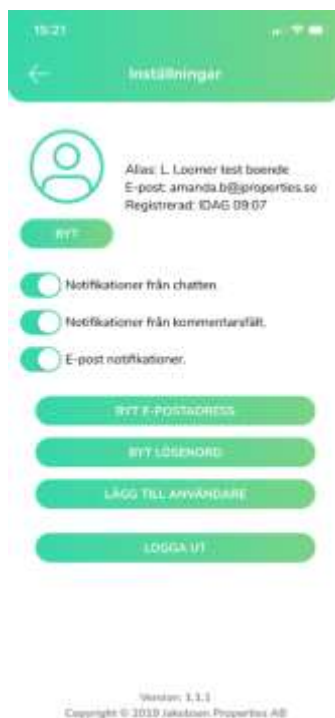 15:21
Inställningar
Alias: L. Loomer test boende
E-post: amanda.b@jproperties.se
Registrerad: IDAG 09:07
BYT
Notifikationer från chatten
Notifikationer från kommentarsfält.
E-post notifikationer.
BYT E-POSTADRESS
BYT LÖSENORD
LÄGG TILL ANVÄNDARE
LOGGA UT
Version: 1.1.1
Copyright © 2019 Jakobsen Properties AB